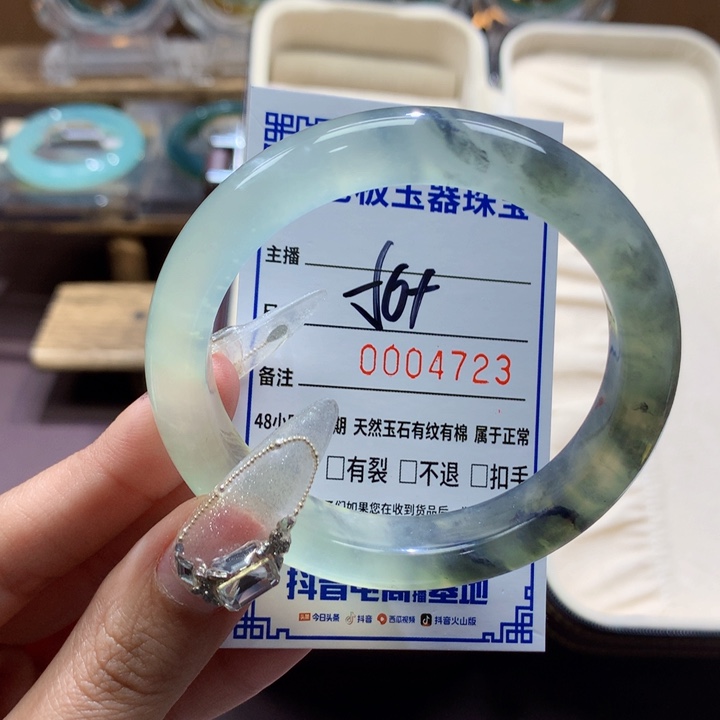 板玉器珠宝
主播
0004723
备注
48小 期 天然玉石有纹有棉 属于正常
□有裂 □不退 □扣手
们如果您在收到货品后
抖音电商 播基地
今日头条 抖音 西瓜视频 抖音火山版